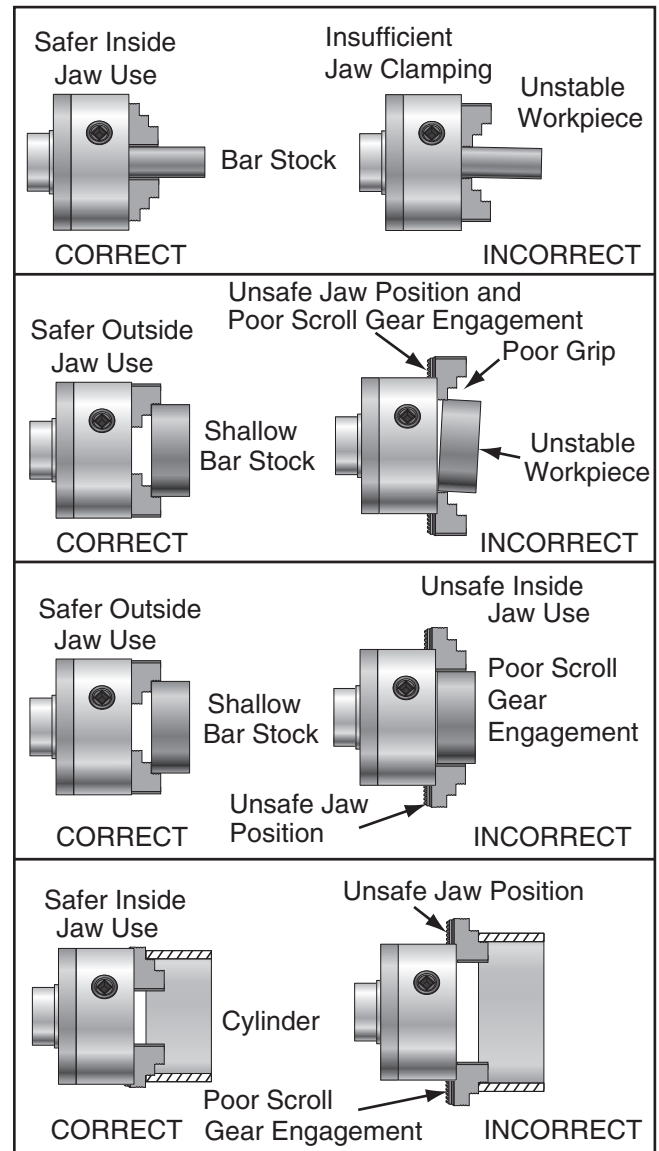 Safer Inside
Jaw Use
Bar Stock
CORRECT
Insufficient
Jaw Clamping
Unstable
Workpiece
INCORRECT
Safer Outside
Jaw Use
Shallow
Bar Stock
CORRECT
Unsafe Jaw Position and
Poor Scroll Gear Engagement
Poor Grip
Unstable
Workpiece
INCORRECT
Safer Outside
Jaw Use
Shallow
Bar Stock
CORRECT
Unsafe Inside
Jaw Use
Poor Scroll
Gear
Engagement
Unsafe Jaw
Position
INCORRECT
Safer Inside
Jaw Use
Cylinder
CORRECT
Unsafe Jaw Position
Poor Scroll
Gear Engagement
INCORRECT